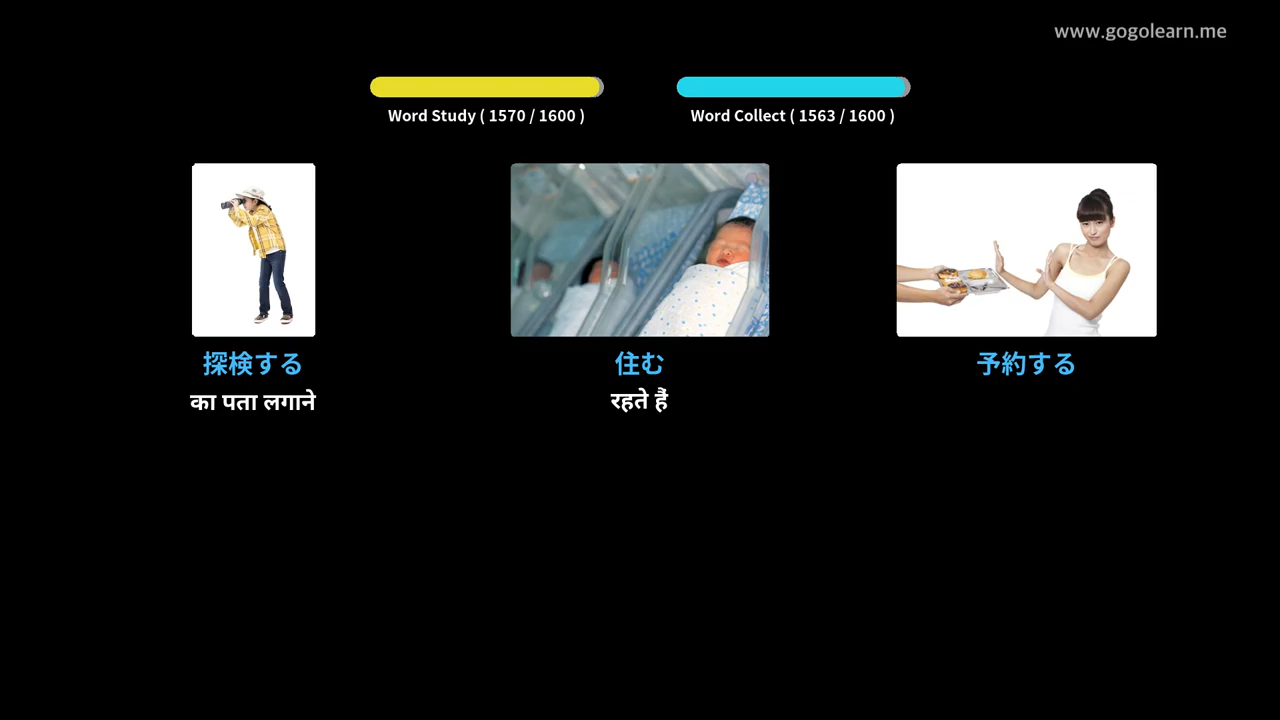 www.gogolearn.me
Word Study ( 1570 / 1600 )
Word Collect ( 1563 / 1600 )
探検する
住む
予約する
का पता लगाने
रहते हैं